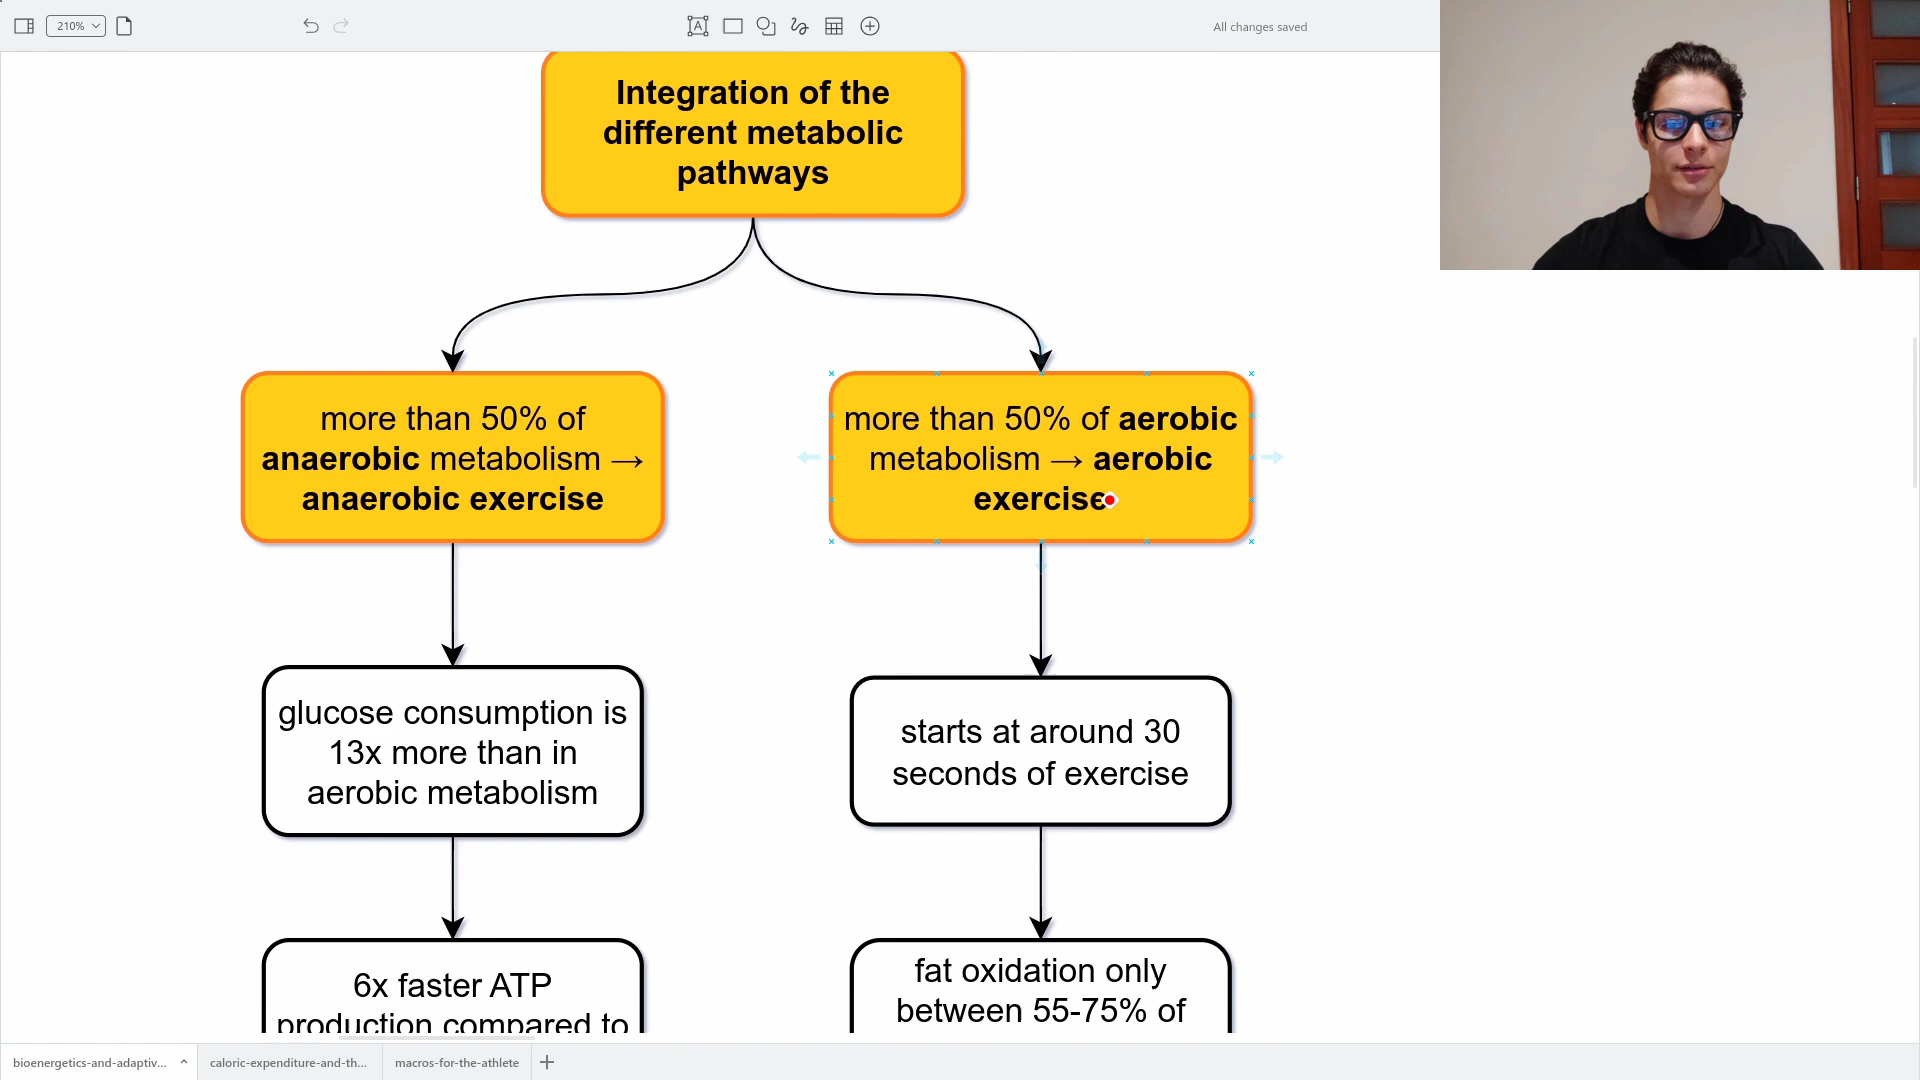 210%
All changes saved
Integration of the
different metabolic
pathways
more than 50% of
anaerobic metabolism →
anaerobic exercise
more than 50% of aerobic
metabolism → aerobic
exercise
glucose consumption is
13x more than in
aerobic metabolism
starts at around 30
seconds of exercise
6x faster ATP
production compared to
fat oxidation only
between 55-75% of
bioenergetics-and-adaptiv...
caloric-expenditure-and-th...
macros-for-the-athlete